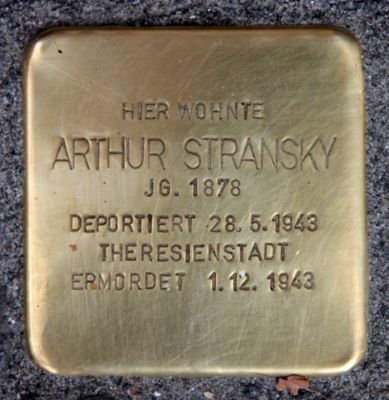 HIER WOHNTE
ARTHUR STRANSKY
JG. 1878
DEPORTIERT 28.5.1943
THERESIENSTADT
ERMORDET 1.12.1943